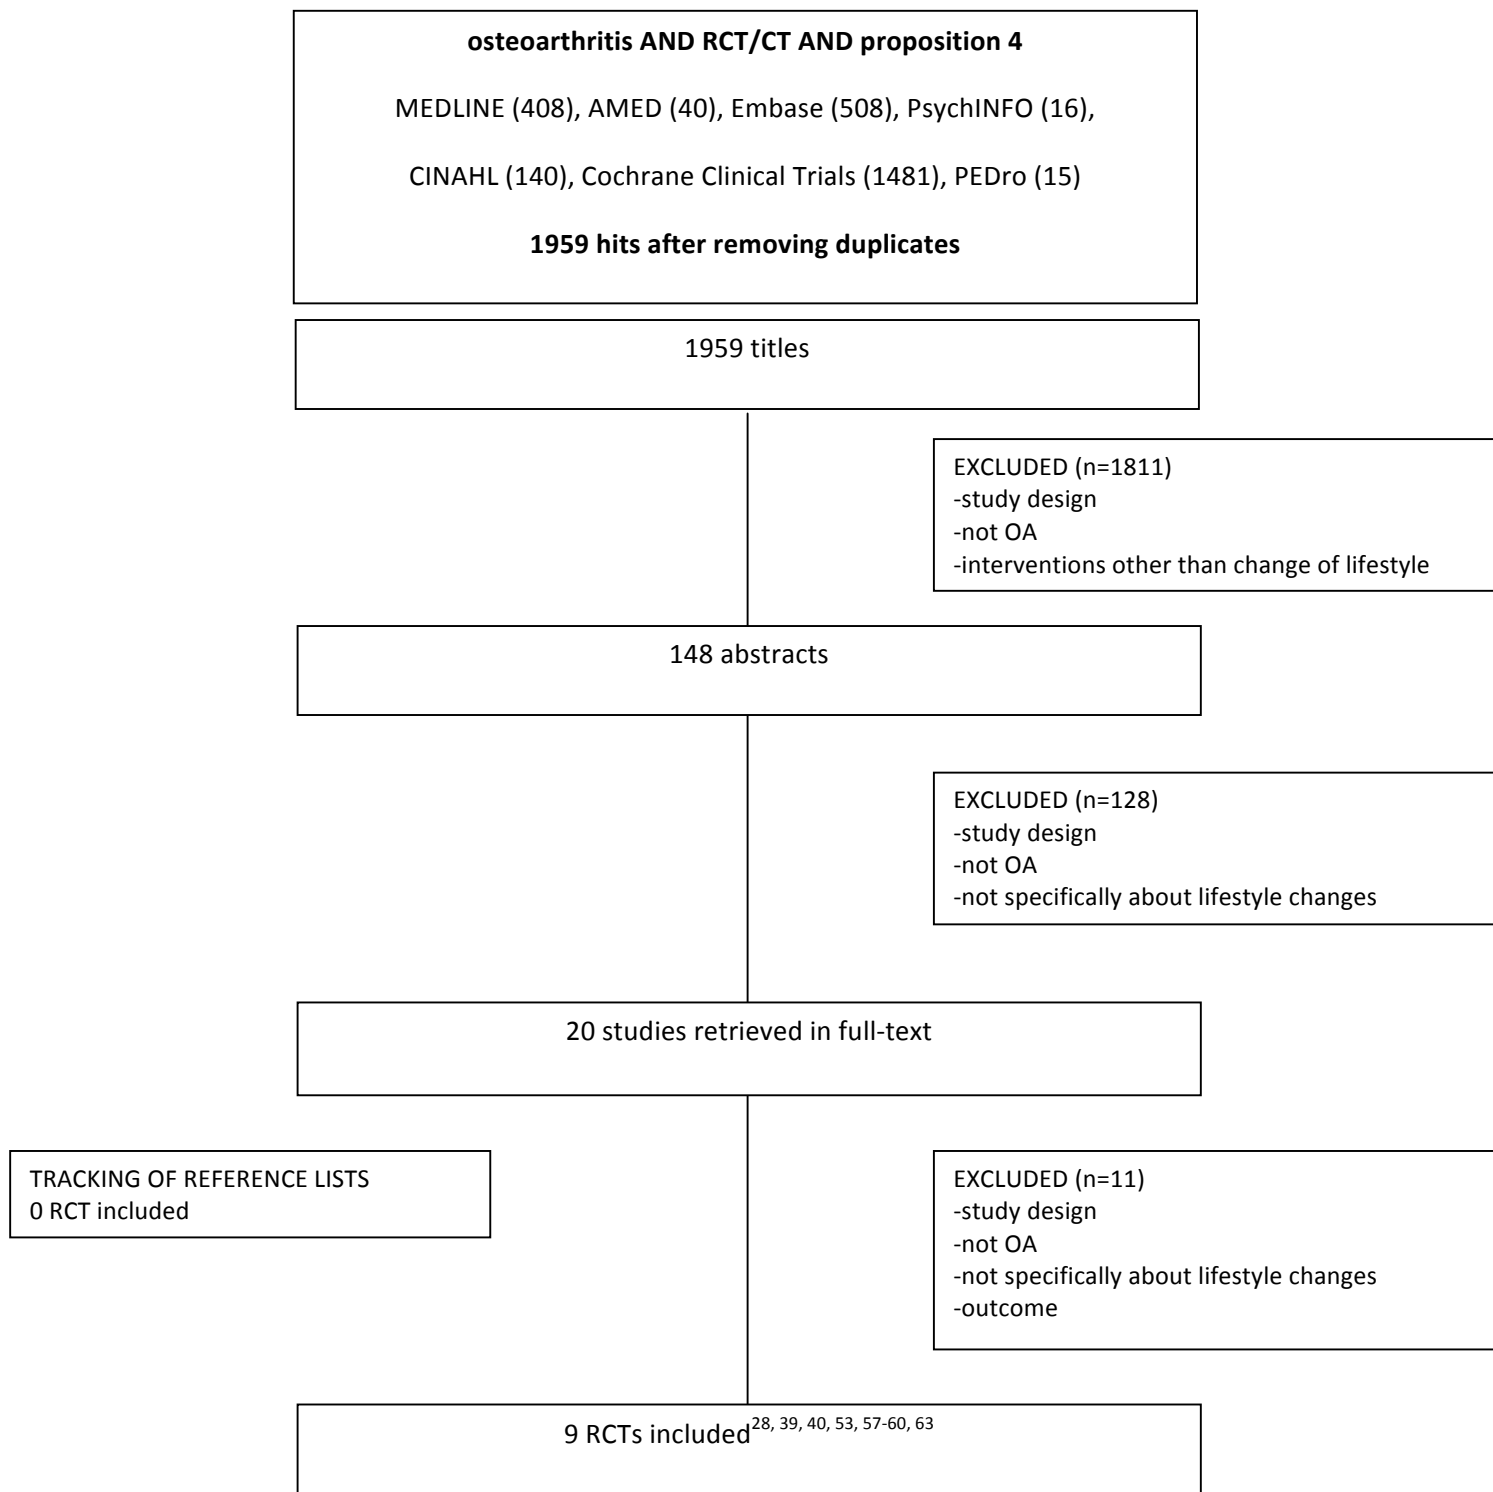 osteoarthritis AND RCT/CT AND proposition 4
MEDLINE (408), AMED (40), Embase (508), PsychINFO (16),
CINAHL (140), Cochrane Clinical Trials (1481), PEDro (15)
1959 hits after removing duplicates
1959 titles
EXCLUDED (n=1811)
-study design
-not OA
-interventions other than change of lifestyle
148 abstracts
EXCLUDED (n=128)
-study design
-not OA
-not specifically about lifestyle changes
20 studies retrieved in full-text
TRACKING OF REFERENCE LISTS
0 RCT included
EXCLUDED (n=11)
-study design
-not OA
-not specifically about lifestyle changes
-outcome
9 RCTs included28, 39, 40, 53, 57-60, 63